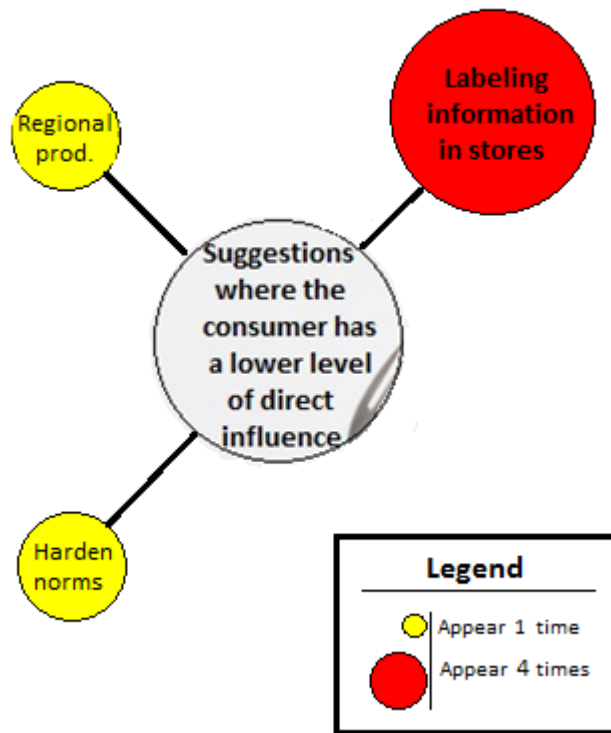 Labeling
information
in stores
Regional
prod.
Suggestions
where the
consumer has
a lower level
of direct
influence
Harden
norms
Legend
Appear 1 time
Appear 4 times